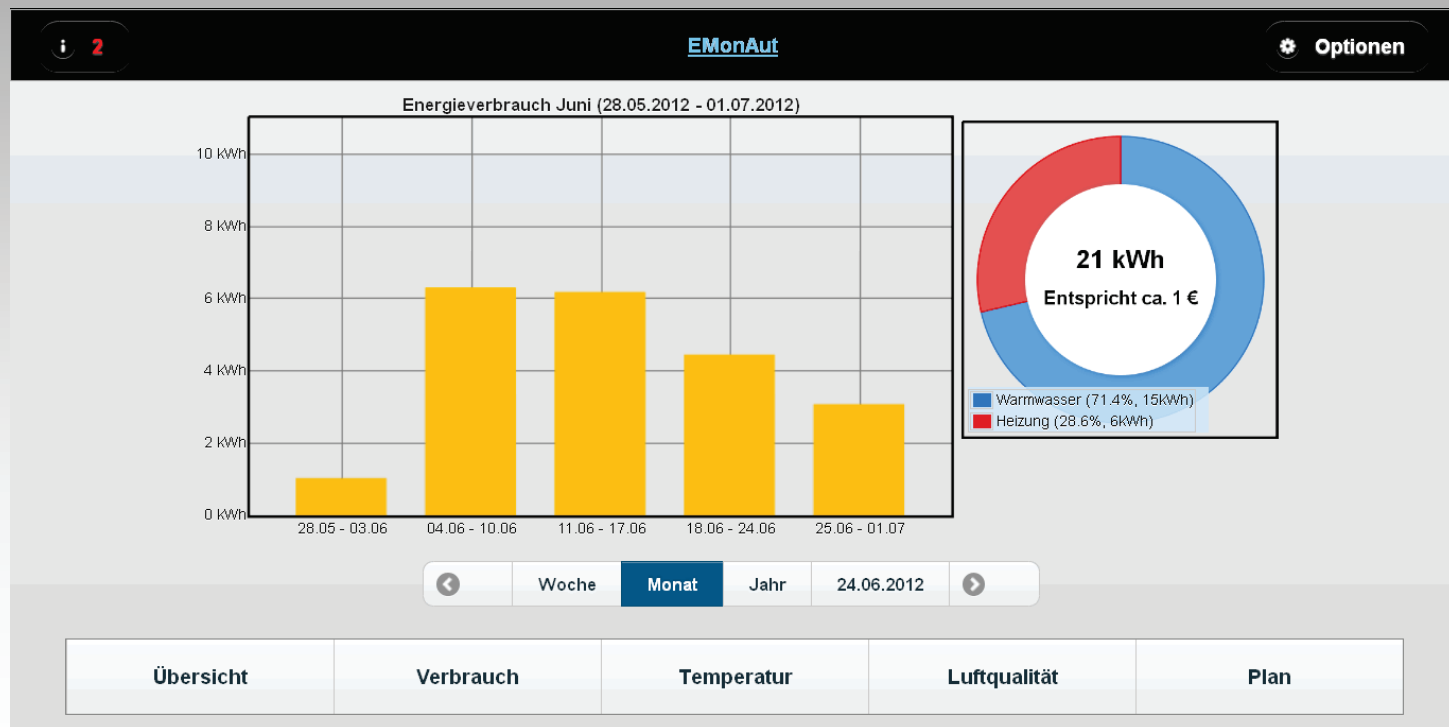 i 2
EMonAut
Optionen
Energieverbrauch Juni (28.05.2012 - 01.07.2012)
10 kWh
8 kWh
6 kWh
4 kWh
2 kWh
0 kWh
28.05 - 03.06
04.06 - 10.06
11.06 - 17.06
18.06 - 24.06
25.06 - 01.07
21 kWh
Entspricht ca. 1 €
Warmwasser (71.4%, 15kWh)
Heizung (28.6%, 6kWh)
Woche
Monat
Jahr
24.06.2012
Übersicht
Verbrauch
Temperatur
Luftqualität
Plan